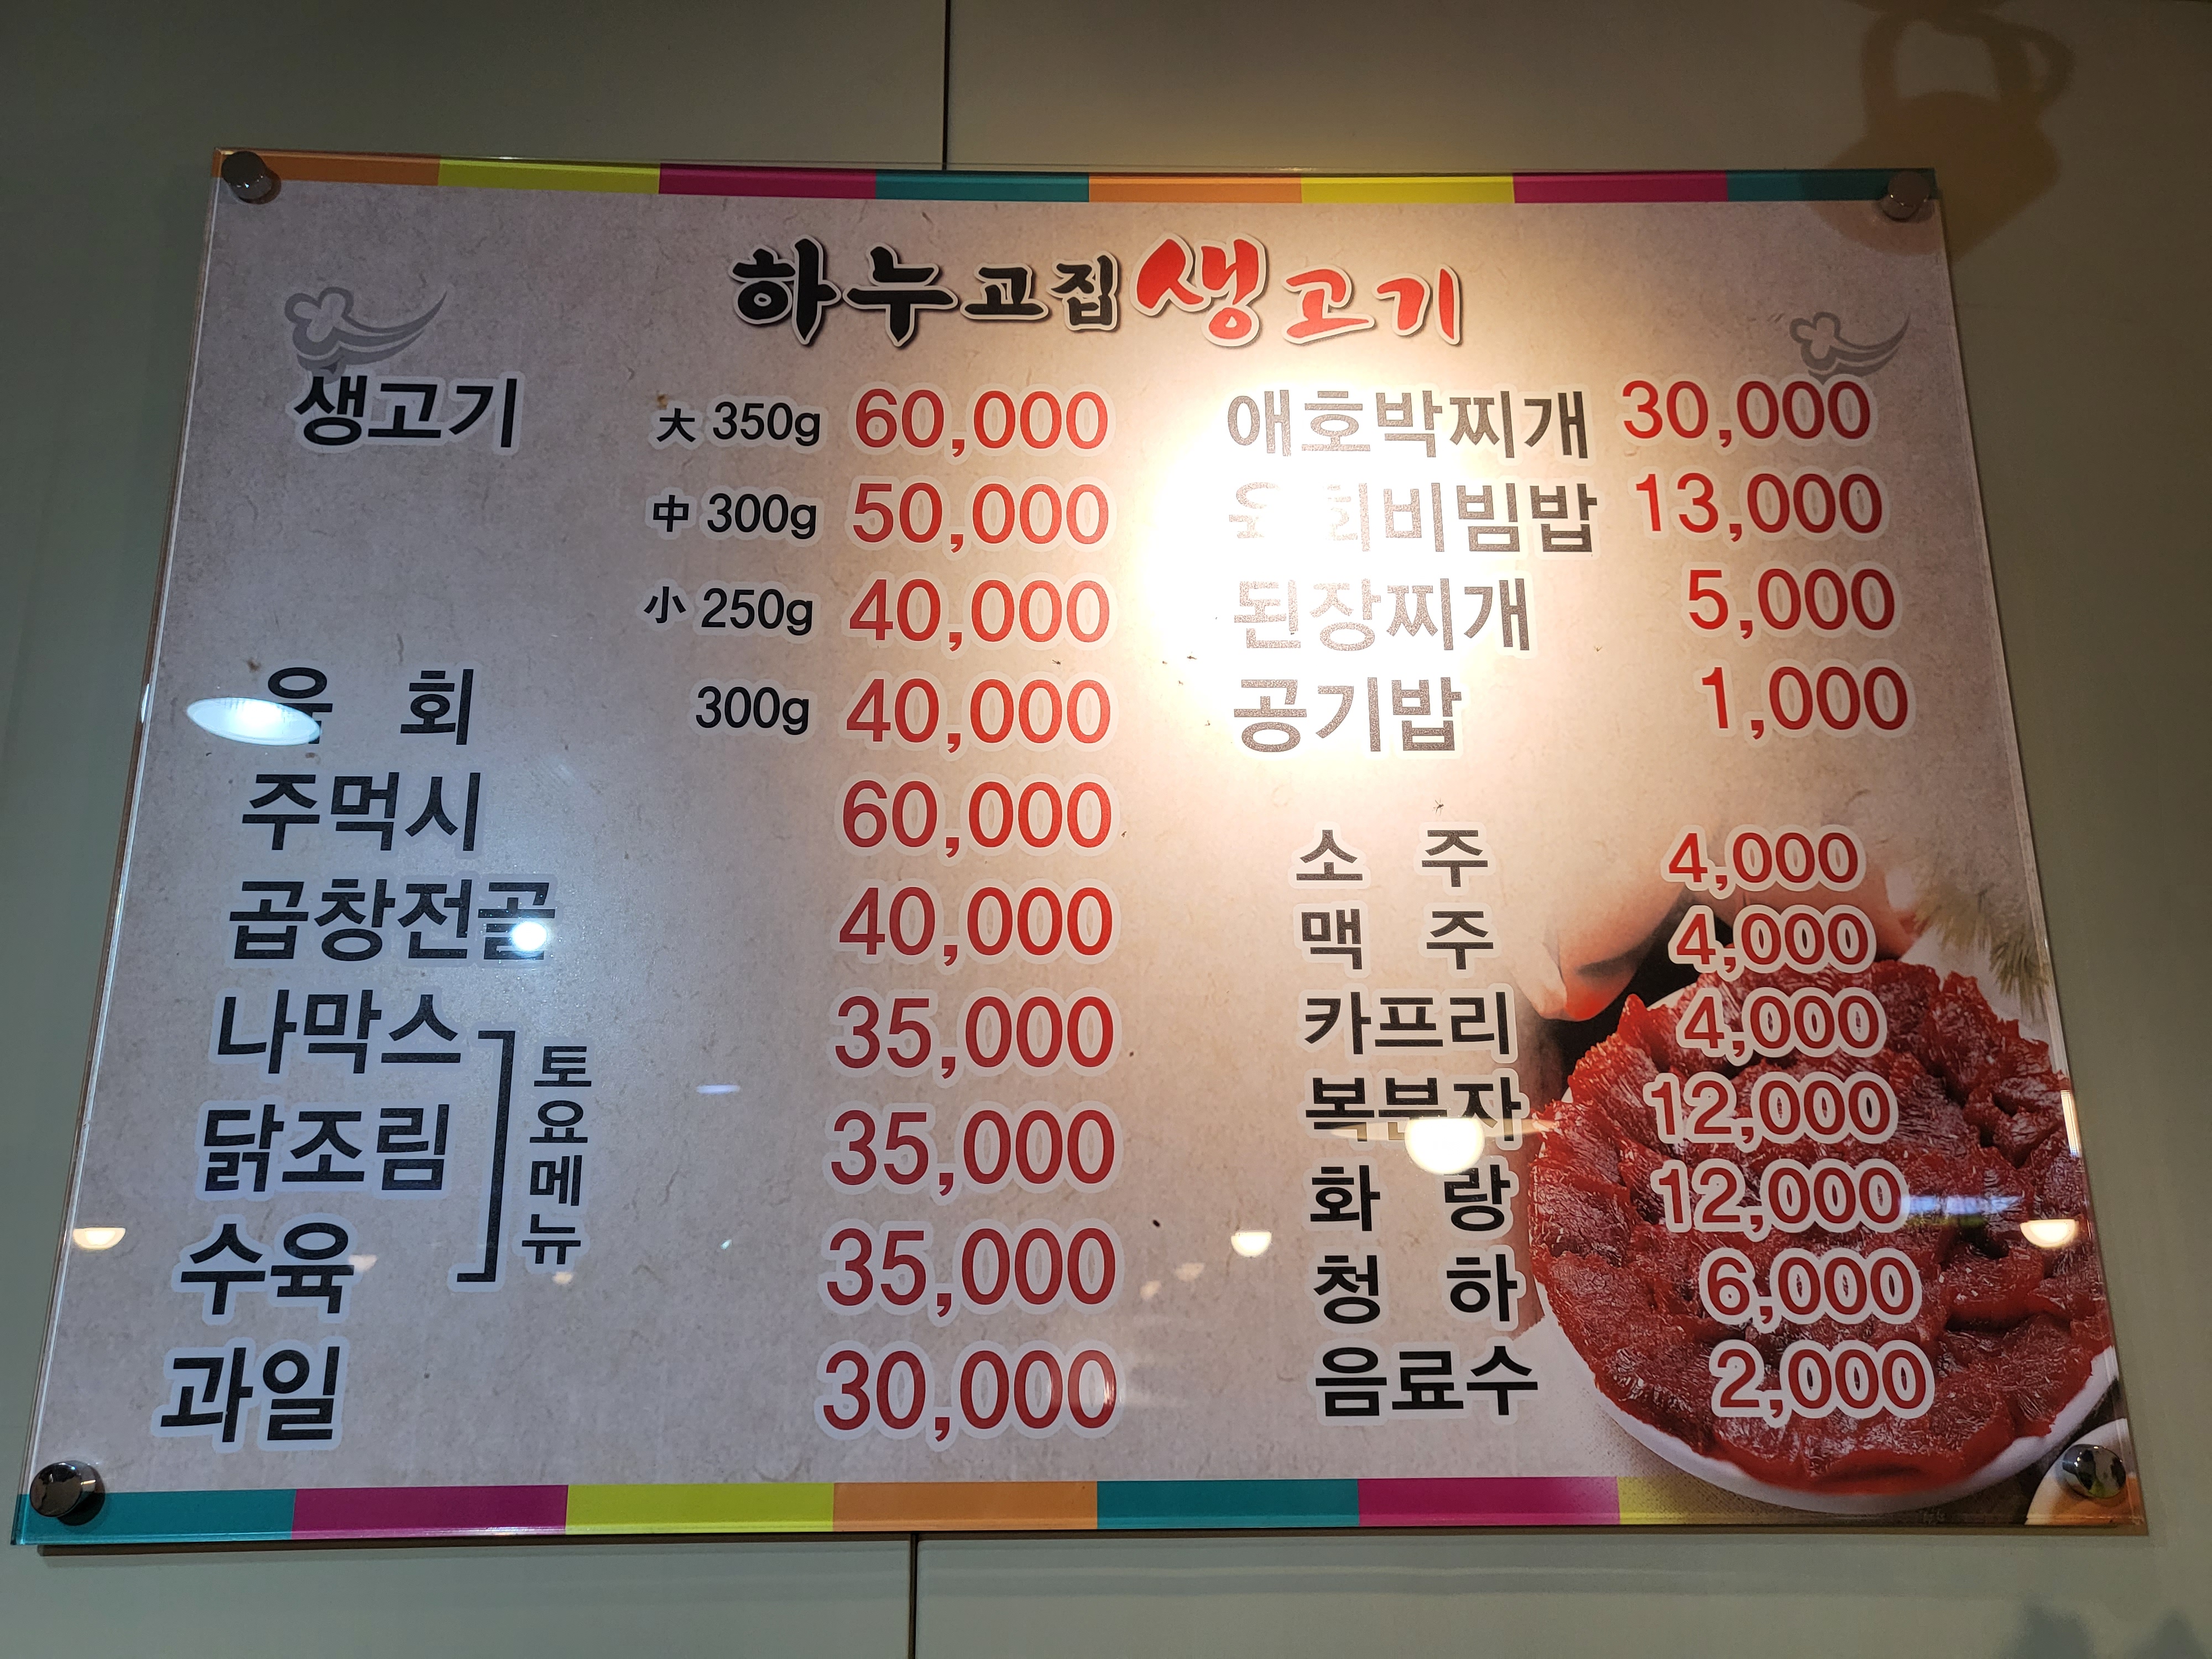 하누고집생고기
생고기 大 350g 60,000
中 300g 50,000
小 250g 40,000
육 회 300g 40,000
주먹시 60,000
곱창전골 40,000
나막스 35,000
닭조림 35,000
수육 35,000
토요메뉴
과일 30,000
애호박찌개 30,000
육회비빔밥 13,000
된장찌개 5,000
공기밥 1,000
소 주 4,000
맥 주 4,000
카프리 4,000
복분자 12,000
화 랑 12,000
청 하 6,000
음료수 2,000